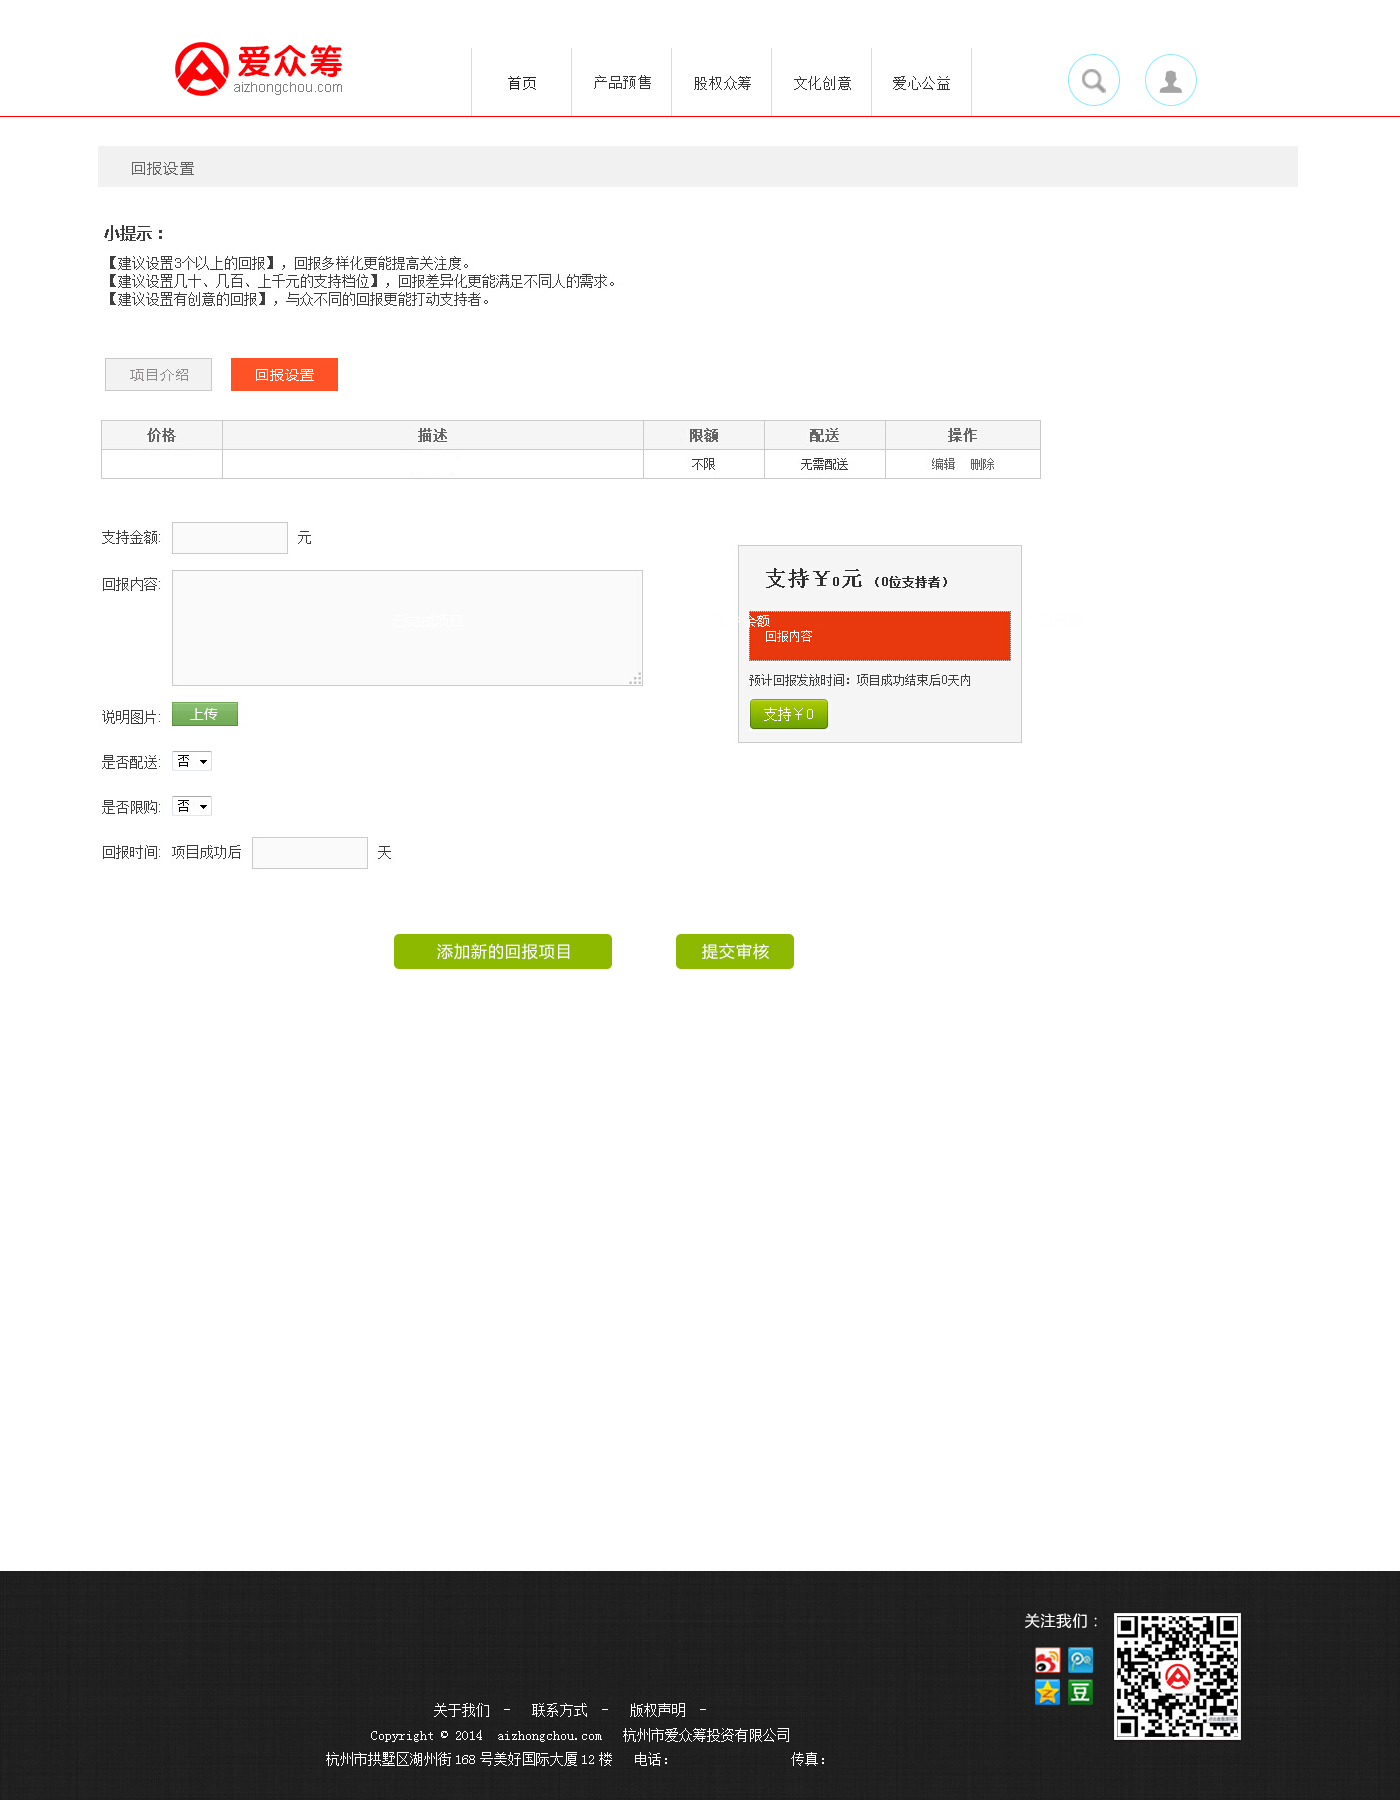 爱众筹
aizhongchou.com
首页
产品预售
股权众筹
文化创意
爱心公益
回报设置
小提示：
【建议设置3个以上的回报】，回报多样化更能提高关注度。
【建议设置几十、几百、上千元的支持档位】，回报差异化更能满足不同人的需求。
【建议设置有创意的回报】，与众不同的回报更能打动支持者。
项目介绍 回报设置
价格 描述 限额 配送 操作
不限 无需配送 编辑 删除
支持金额: 元
回报内容:
说明图片: 上传
是否配送: 否
是否限购: 否
回报时间: 项目成功后 天
支持￥0元 （0位支持者）
余额
回报内容
预计回报发放时间：项目成功结束后0天内
支持￥0
添加新的回报项目 提交审核
关注我们：
豆
关于我们 - 联系方式 - 版权声明 -
Copyright © 2014 aizhongchou.com 杭州市爱众筹投资有限公司
杭州市拱墅区湖州街 168 号美好国际大厦 12 楼 电话： 传真：